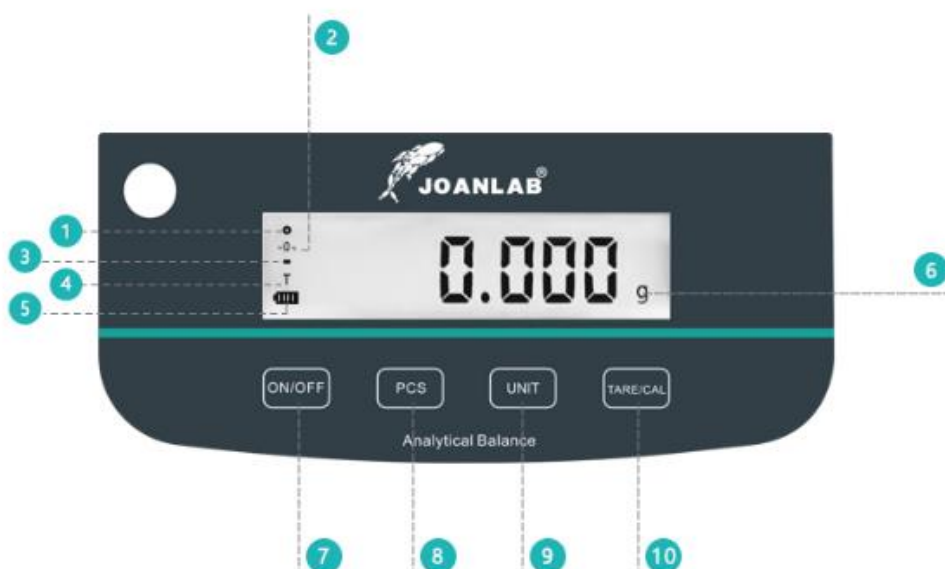 2
JOANLAB®
1
-0-
3
4
T
5
0.000 g
6
ON/OFF
PCS
UNIT
TARE/CAL
Analytical Balance
7
8
9
10